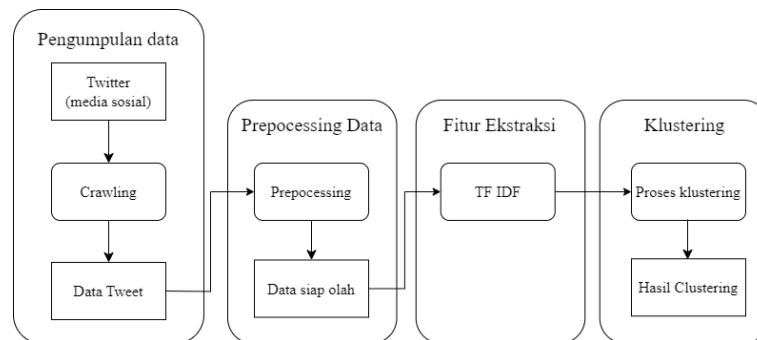 Pengumpulan data
Twitter
(media sosial)
Crawling
Data Tweet
Prepocessing Data
Prepocessing
Data siap olah
Fitur Ekstraksi
TF IDF
Klustering
Proses klustering
Hasil Clustering